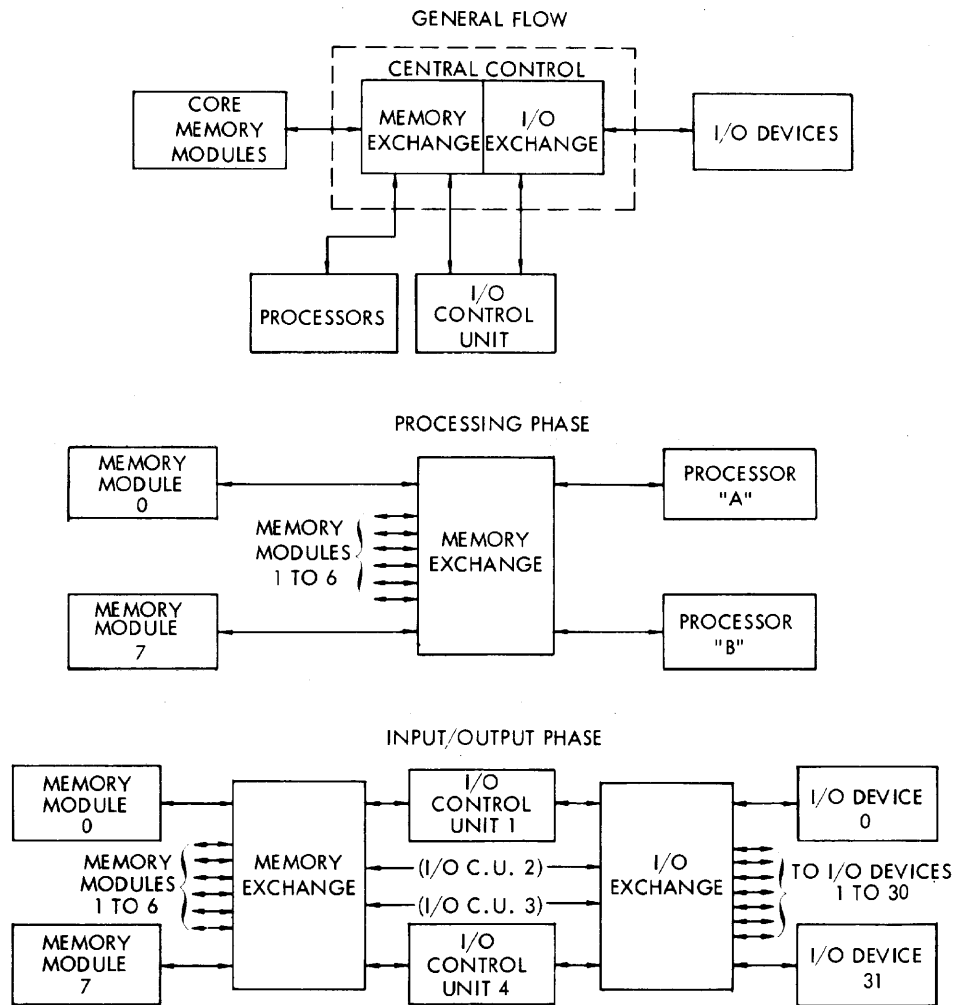 GENERAL FLOW
CENTRAL CONTROL
CORE
MEMORY
MODULES
MEMORY
EXCHANGE
I/O
EXCHANGE
I/O DEVICES
PROCESSORS
I/O
CONTROL
UNIT
PROCESSING PHASE
MEMORY
MODULE
0
MEMORY
MODULES
1 TO 6
MEMORY
MODULE
7
MEMORY
EXCHANGE
PROCESSOR
"A"
PROCESSOR
"B"
INPUT/OUTPUT PHASE
MEMORY
MODULE
0
MEMORY
MODULES
1 TO 6
MEMORY
MODULE
7
MEMORY
EXCHANGE
I/O
CONTROL
UNIT 1
(I/O C.U. 2)
(I/O C.U. 3)
I/O
CONTROL
UNIT 4
I/O
EXCHANGE
I/O DEVICE
0
TO I/O DEVICES
1 TO 30
I/O DEVICE
31